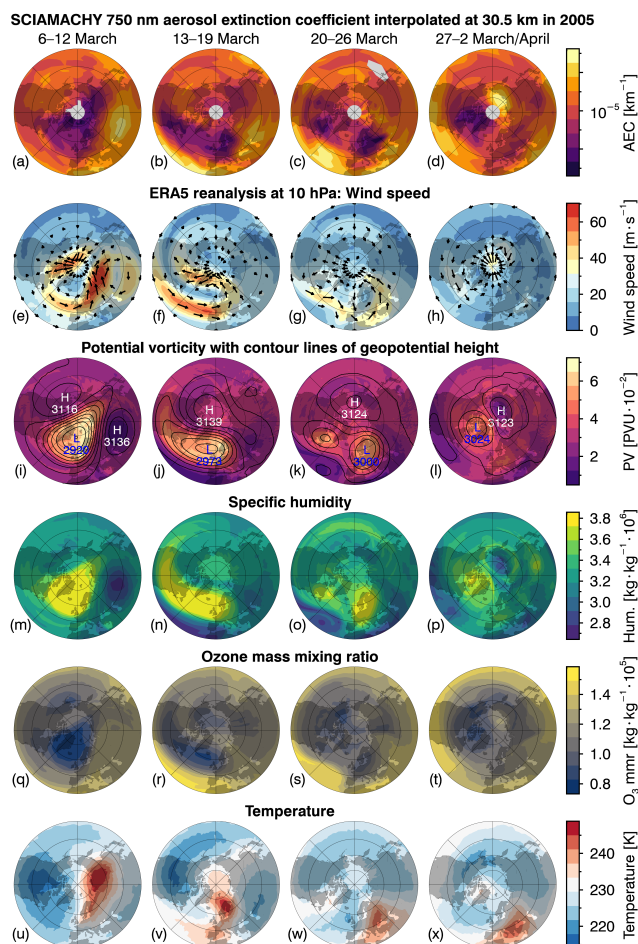 SCIAMACHY 750 nm aerosol extinction coefficient interpolated at 30.5 km in 2005
6–12 March 13–19 March 20–26 March 27–2 March/April
10⁻⁵
AEC [km⁻¹]
(a) (b) (c) (d)
ERA5 reanalysis at 10 hPa: Wind speed
60
40
20
0
Wind speed [m·s⁻¹]
(e) (f) (g) (h)
Potential vorticity with contour lines of geopotential height
H 3116
H 3136
L 2920
H 3139
L 2973
H 3124
L 3000
H 3123
L 3024
6
4
2
PV [PVU·10⁻²]
(i) (j) (k) (l)
Specific humidity
3.8
3.6
3.4
3.2
3.0
2.8
Hum. [kg·kg⁻¹·10⁶]
(m) (n) (o) (p)
Ozone mass mixing ratio
1.4
1.2
1.0
0.8
O₃ mmr [kg·kg⁻¹·10⁵]
(q) (r) (s) (t)
Temperature
240
230
220
Temperature [K]
(u) (v) (w) (x)